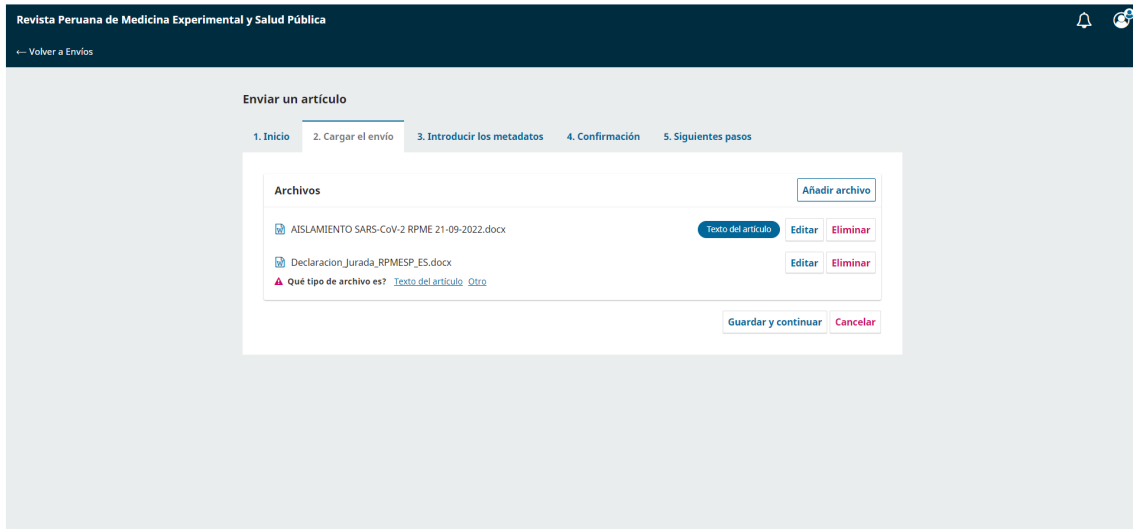 Revista Peruana de Medicina Experimental y Salud Pública
← Volver a Envíos
Enviar un artículo
1. Inicio 2. Cargar el envío 3. Introducir los metadatos 4. Confirmación 5. Siguientes pasos
Archivos Añadir archivo
AISLAMIENTO SARS-CoV-2 RPME 21-09-2022.docx Texto del artículo Editar Eliminar
Declaracion_Jurada_RPMESP_ES.docx Editar Eliminar
Qué tipo de archivo es? Texto del artículo Otro
Guardar y continuar Cancelar